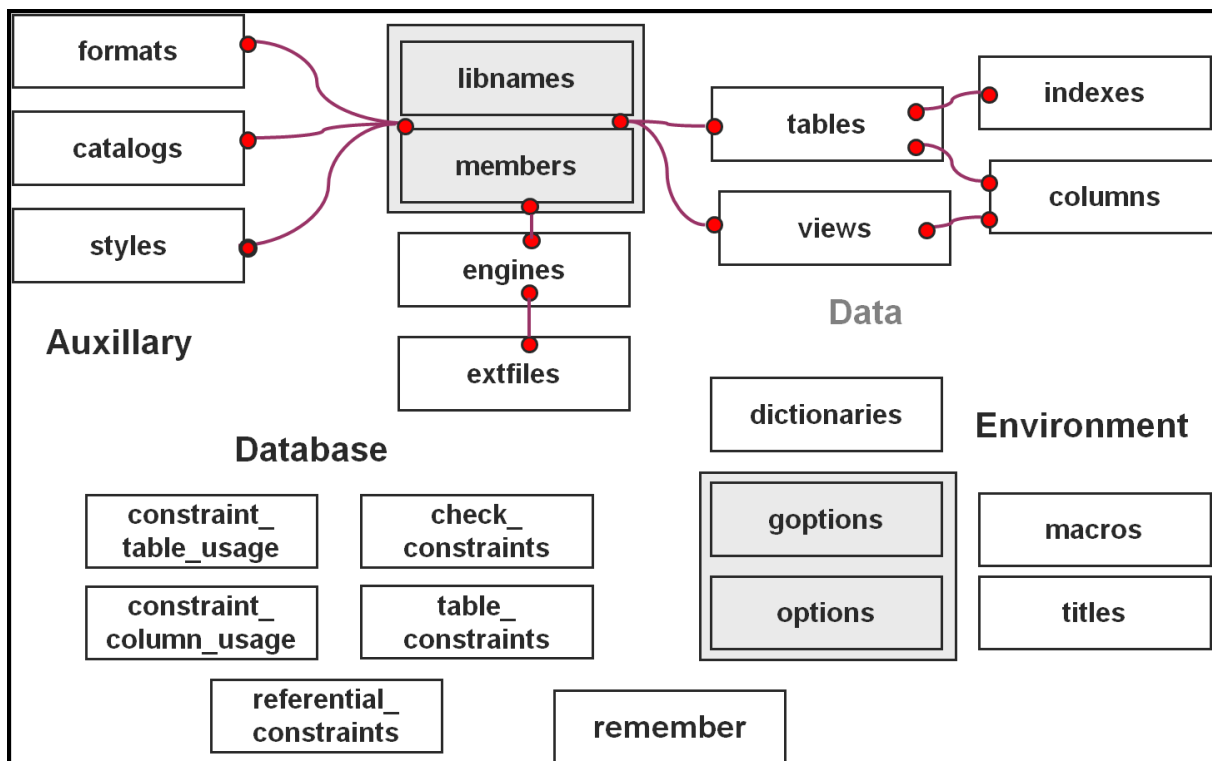 formats
libnames
indexes
tables
catalogs
members
columns
styles
views
engines
Data
Auxillary
extfiles
dictionaries
Environment
Database
constraint_
table_usage
check_
constraints
goptions
macros
constraint_
column_usage
table_
constraints
options
titles
referential_
constraints
remember